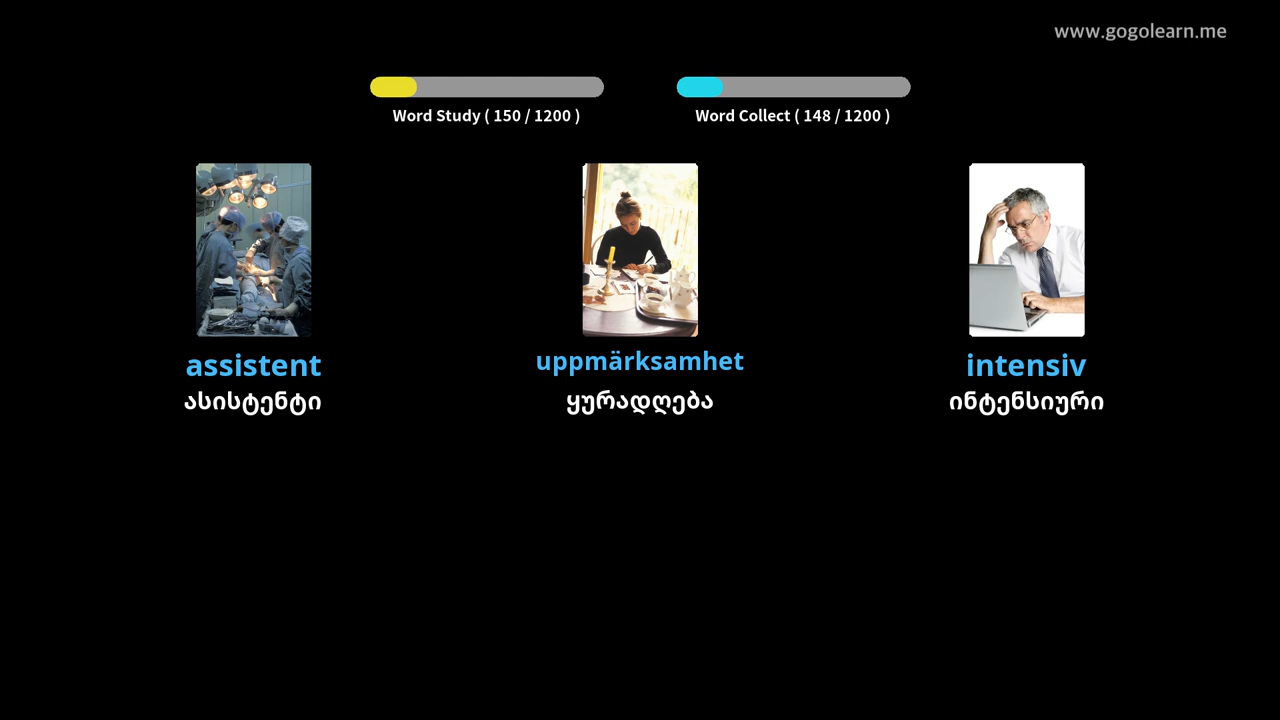 www.gogolearn.me
Word Study ( 150 / 1200 )
Word Collect ( 148 / 1200 )
assistent
uppmärksamhet
intensiv
ასისტენტი
ყურადღება
ინტენსიური